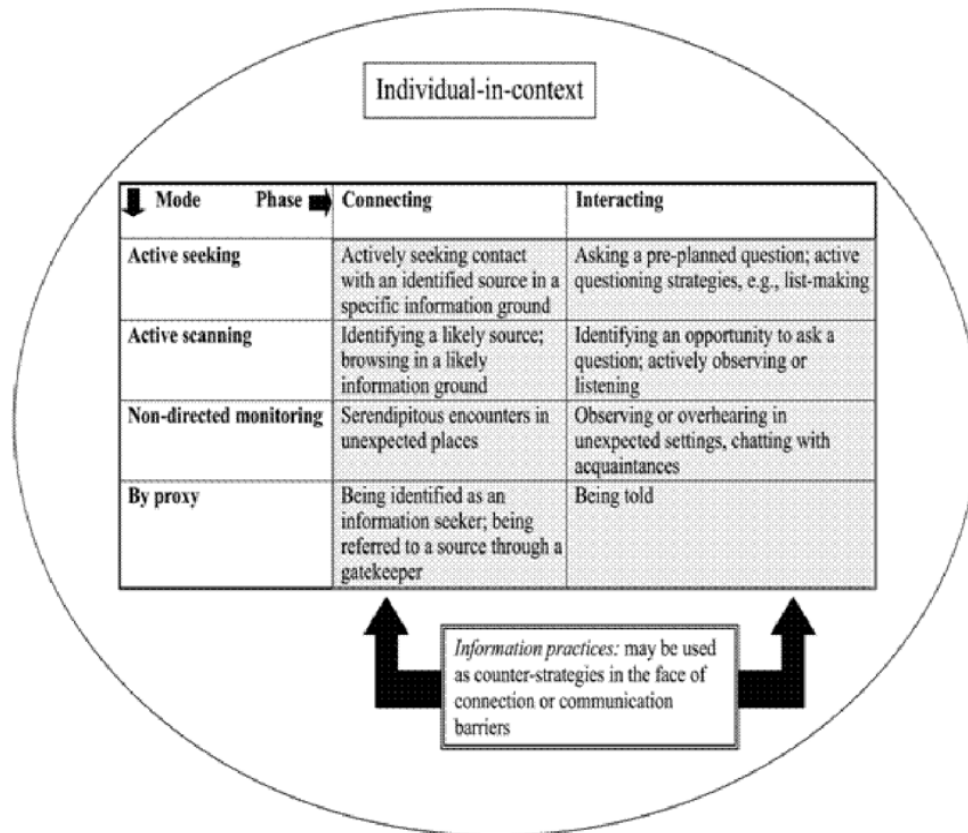 Individual-in-context
Mode Phase Connecting Interacting
Active seeking
Actively seeking contact
with an identified source in a
specific information ground
Asking a pre-planned question; active
questioning strategies, e.g., list-making
Active scanning
Identifying a likely source;
browsing in a likely
information ground
Identifying an opportunity to ask a
question; actively observing or
listening
Non-directed monitoring
Serendipitous encounters in
unexpected places
Observing or overhearing in
unexpected settings, chatting with
acquaintances
By proxy
Being identified as an
information seeker; being
referred to a source through a
gatekeeper
Being told
Information practices: may be used
as counter-strategies in the face of
connection or communication
barriers